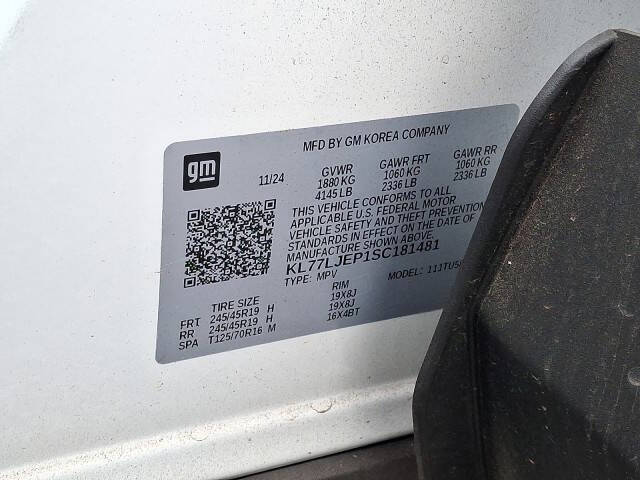 MFD BY GM KOREA COMPANY
gm
11/24 GVWR GAWR FRT GAWR RR
1880 KG 1060 KG 1060 KG
4145 LB 2336 LB 2336 LB
THIS VEHICLE CONFORMS TO ALL
APPLICABLE U.S. FEDERAL MOTOR
VEHICLE SAFETY AND THEFT PREVENTION
STANDARDS IN EFFECT ON THE DATE OF
MANUFACTURE SHOWN ABOVE.
KL77LJEP1SC181481
TYPE: MPV MODEL:
TIRE SIZE RIM
FRT 245/45R19 H 19X8J
RR 245/45R19 H 19X8J
SPA T125/70R16 M 16X4BT